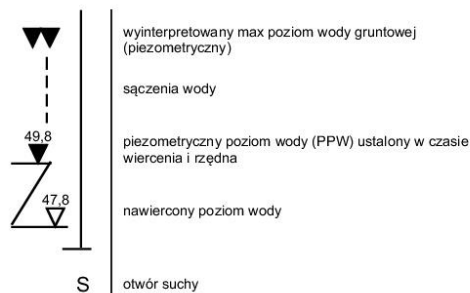 wyinterpretowany max poziom wody gruntowej
(piezometryczny)
sączenia wody
49,8
piezometryczny poziom wody (PPW) ustalony w czasie
wiercenia i rzędna
47,8
nawiercony poziom wody
S
otwór suchy